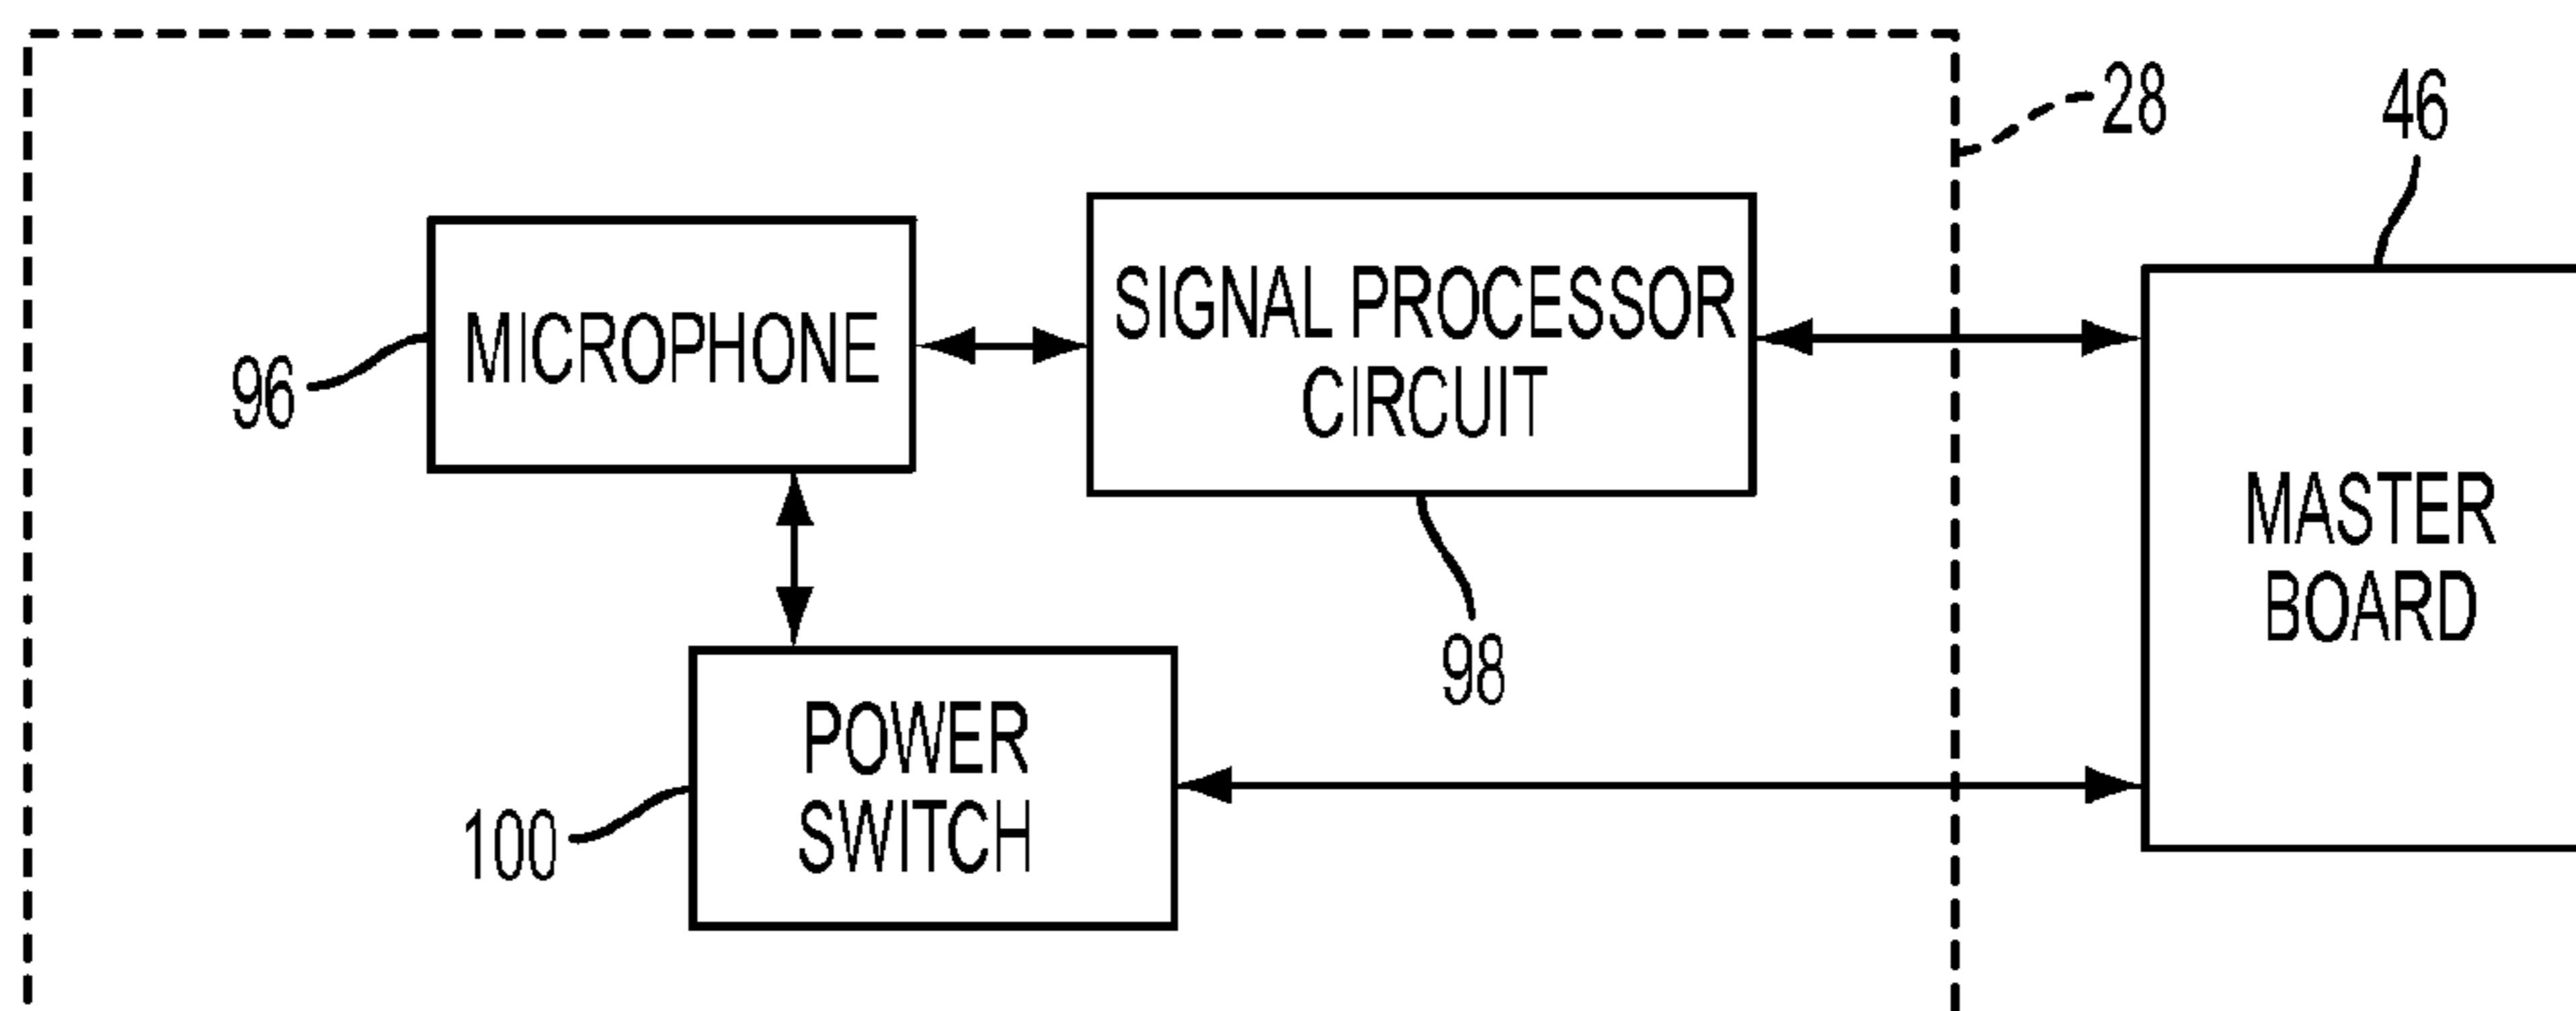 28
46
MICROPHONE
SIGNAL PROCESSOR
CIRCUIT
96
MASTER
BOARD
98
POWER
SWITCH
100